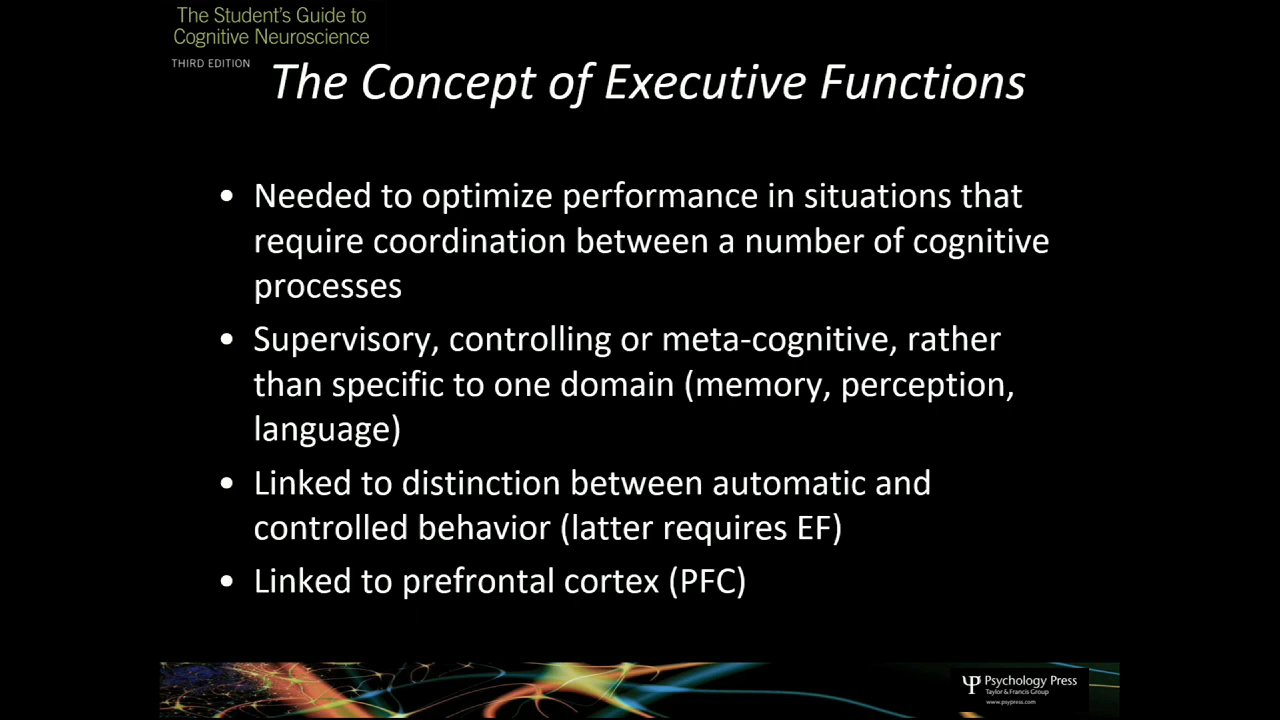 The Student's Guide to
Cognitive Neuroscience
THIRD EDITION
The Concept of Executive Functions
• Needed to optimize performance in situations that
require coordination between a number of cognitive
processes
• Supervisory, controlling or meta-cognitive, rather
than specific to one domain (memory, perception,
language)
• Linked to distinction between automatic and
controlled behavior (latter requires EF)
• Linked to prefrontal cortex (PFC)
Psychology Press
Taylor & Francis Group
www.psypress.com